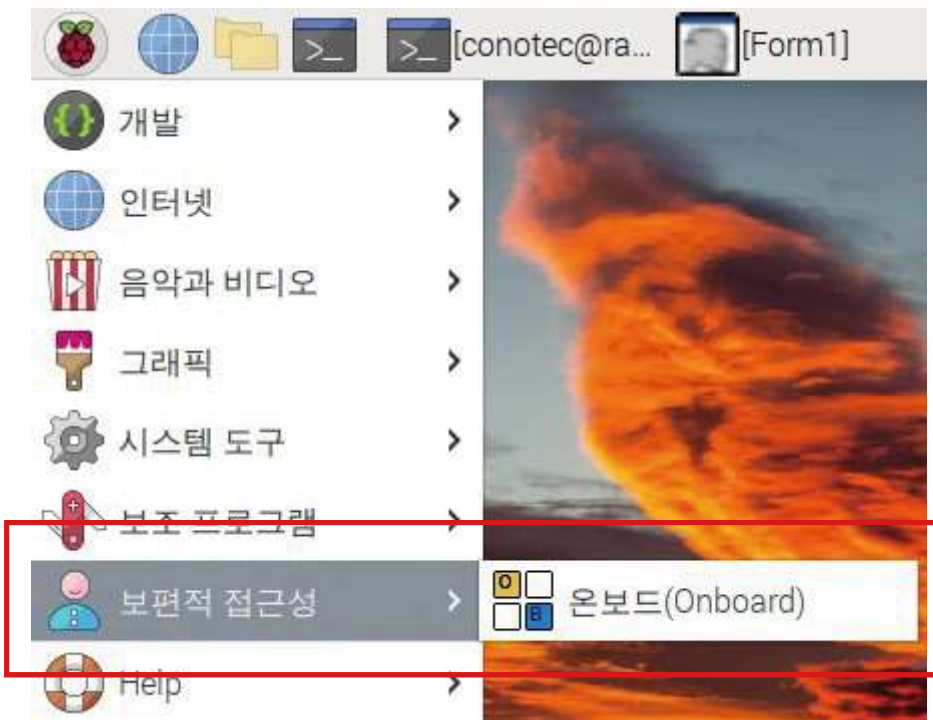 [conotec@ra... [Form1]
개발
인터넷
음악과 비디오
그래픽
시스템 도구
보조 프로그램
보편적 접근성 온보드(Onboard)
Help